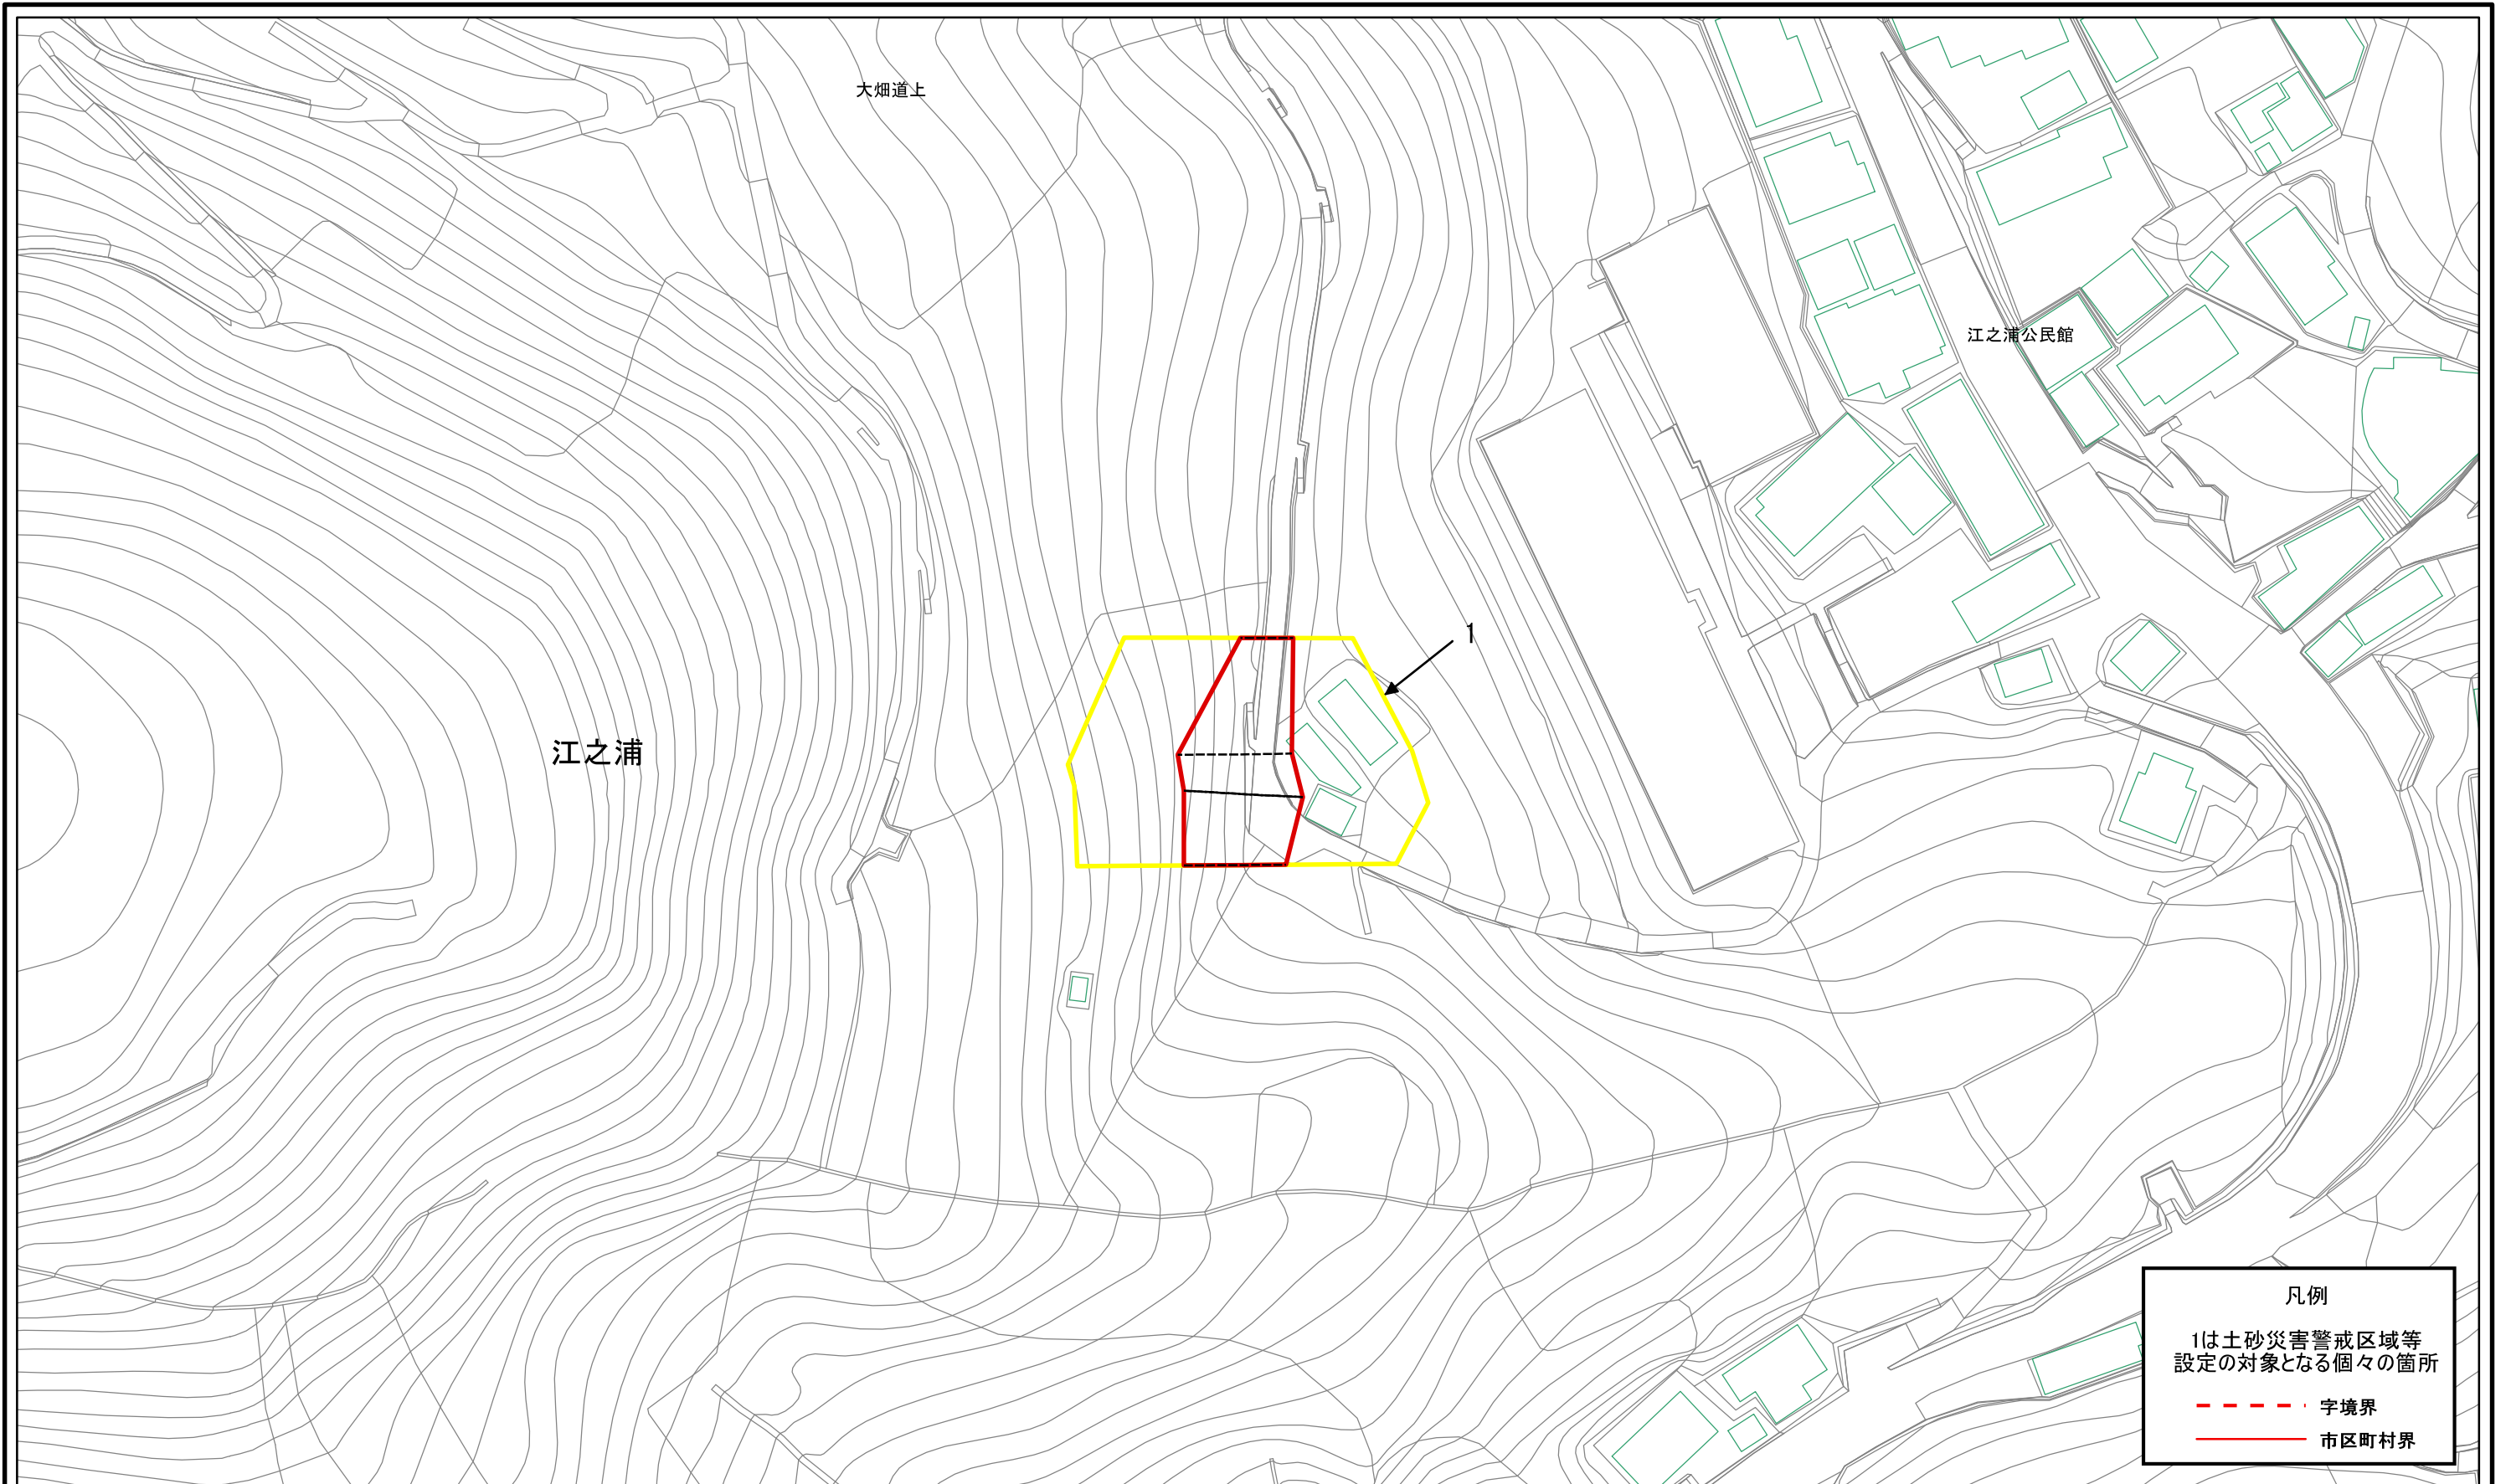 大畑道上
江之浦公民館
1
江之浦
凡例
1は土砂災害警戒区域等
設定の対象となる個々の箇所
字境界
市区町村界